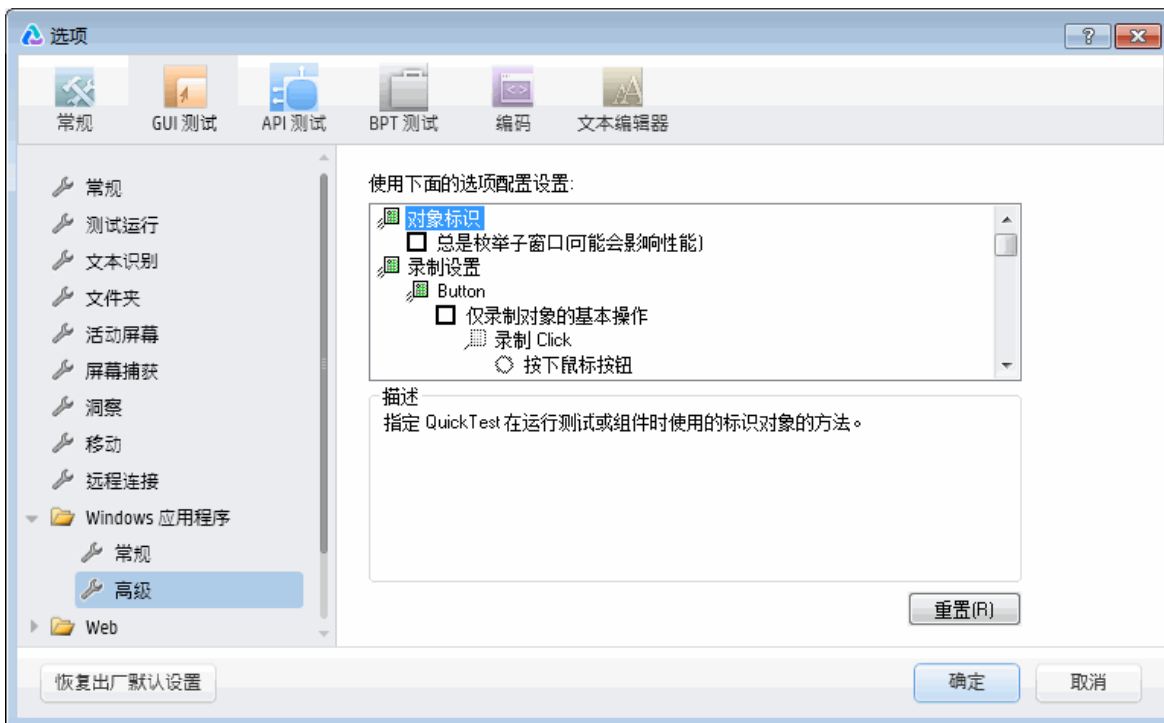 选项
常规
GUI 测试
API 测试
BPT 测试
编码
文本编辑器
常规
测试运行
文本识别
文件夹
活动屏幕
屏幕捕获
洞察
移动
远程连接
Windows 应用程序
常规
高级
Web
使用下面的选项配置设置:
对象标识
总是枚举子窗口(可能会影响性能)
录制设置
Button
仅录制对象的基本操作
录制 Click
按下鼠标按钮
描述
指定 QuickTest 在运行测试或组件时使用的标识对象的方法。
重置(R)
恢复出厂默认设置
确定
取消